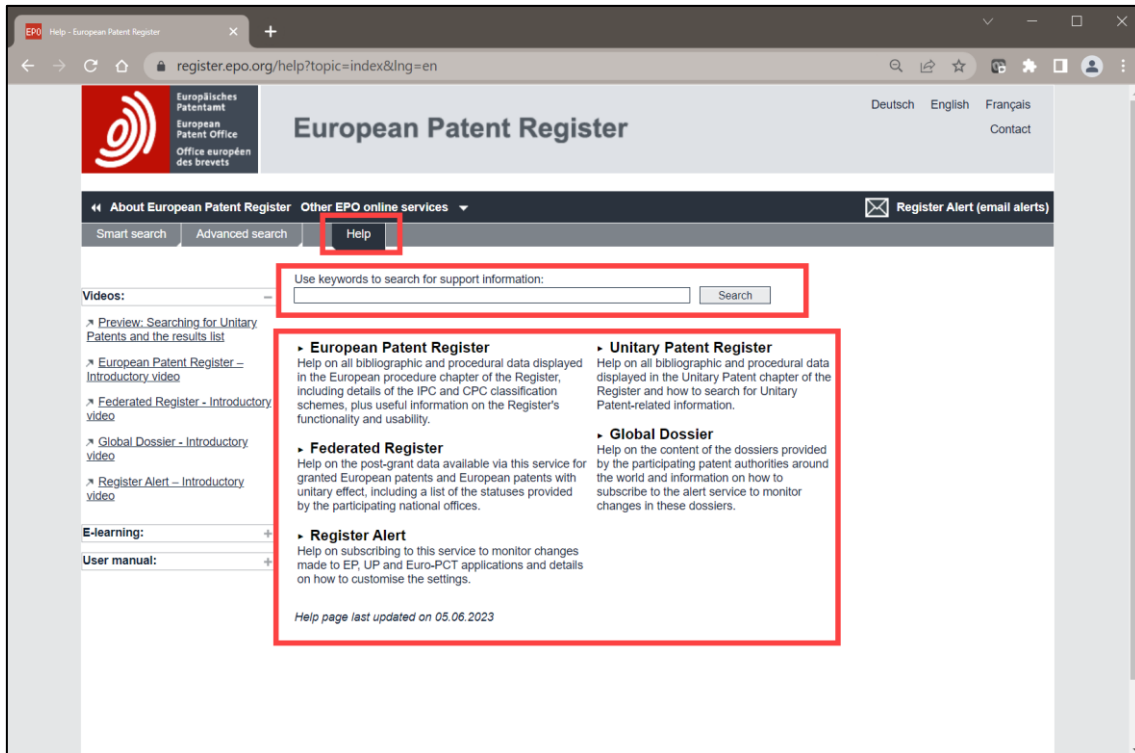 EPO Help - European Patent Register
register.epo.org/help?topic=index&lng=en
Europäisches
Patentamt
European
Patent Office
Office européen
des brevets
European Patent Register
Deutsch English Français
Contact
About European Patent Register Other EPO online services
Register Alert (email alerts)
Smart search Advanced search Help
Use keywords to search for support information:
Search
Videos:
Preview: Searching for Unitary
Patents and the results list
European Patent Register –
Introductory video
Federated Register - Introductory
video
Global Dossier - Introductory
video
Register Alert – Introductory
video
E-learning:
User manual:
European Patent Register
Help on all bibliographic and procedural data displayed
in the European procedure chapter of the Register,
including details of the IPC and CPC classification
schemes, plus useful information on the Register's
functionality and usability.
Federated Register
Help on the post-grant data available via this service for
granted European patents and European patents with
unitary effect, including a list of the statuses provided
by the participating national offices.
Register Alert
Help on subscribing to this service to monitor changes
made to EP, UP and Euro-PCT applications and details
on how to customise the settings.
Unitary Patent Register
Help on all bibliographic and procedural data
displayed in the Unitary Patent chapter of the
Register and how to search for Unitary
Patent-related information.
Global Dossier
Help on the content of the dossiers provided
by the participating patent authorities around
the world and information on how to
subscribe to the alert service to monitor
changes in these dossiers.
Help page last updated on 05.06.2023